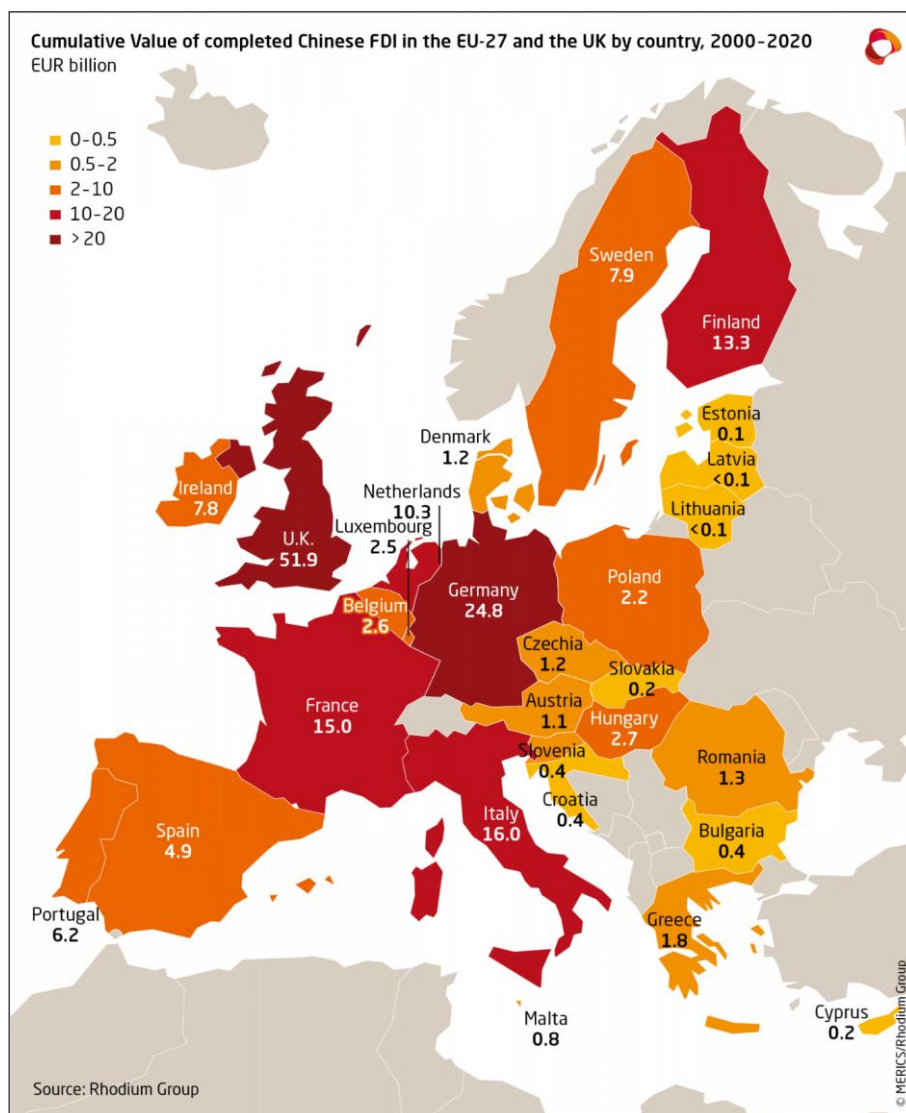 Cumulative Value of completed Chinese FDI in the EU-27 and the UK by country, 2000–2020
EUR billion
0–0.5
0.5–2
2–10
10–20
>20
Sweden
7.9
Finland
13.3
Estonia
0.1
Latvia
<0.1
Lithuania
<0.1
Denmark
1.2
Netherlands
10.3
Luxembourg
2.5
Ireland
7.8
U.K.
51.9
Belgium
2.6
Germany
24.8
Poland
2.2
Czechia
1.2
Slovakia
0.2
Austria
1.1
Hungary
2.7
France
15.0
Slovenia
0.4
Croatia
0.4
Romania
1.3
Bulgaria
0.4
Italy
16.0
Spain
4.9
Portugal
6.2
Greece
1.8
Malta
0.8
Cyprus
0.2
Source: Rhodium Group
© MERICS/Rhodium Group